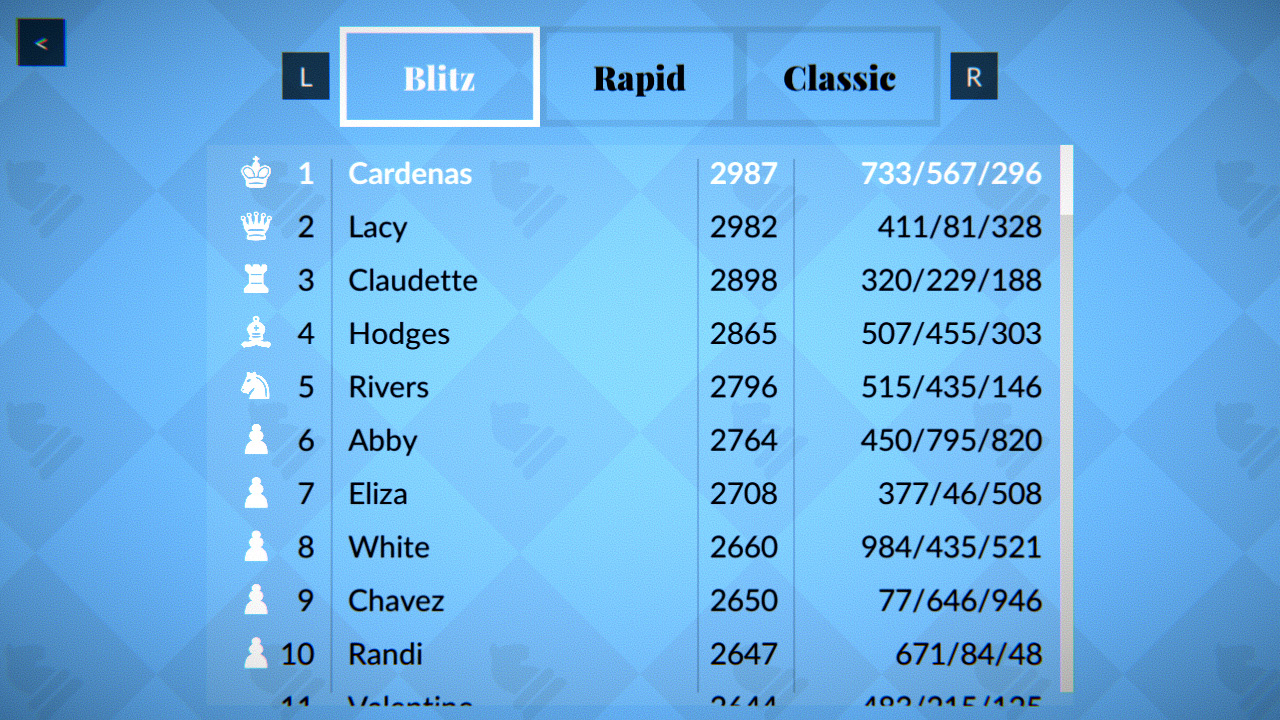 <
L Blitz Rapid Classic R
1 Cardenas 2987 733/567/296
2 Lacy 2982 411/81/328
3 Claudette 2898 320/229/188
4 Hodges 2865 507/455/303
5 Rivers 2796 515/435/146
6 Abby 2764 450/795/820
7 Eliza 2708 377/46/508
8 White 2660 984/435/521
9 Chavez 2650 77/646/946
10 Randi 2647 671/84/48
11 Valentine 2644